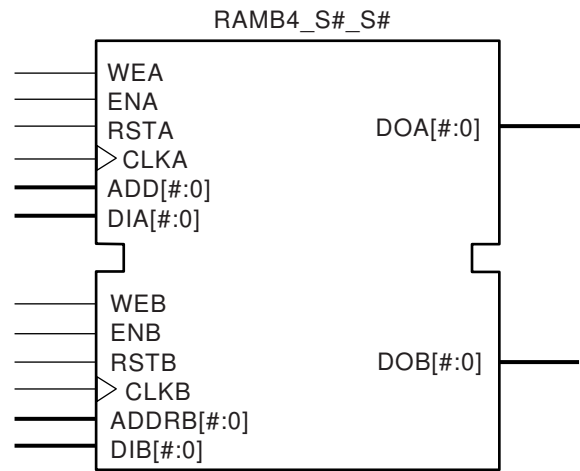 RAMB4_S#_S#
WEA
ENA
RSTA
DOA[#:0]
CLKA
ADD[#:0]
DIA[#:0]
WEB
ENB
RSTB
DOB[#:0]
CLKB
ADDRB[#:0]
DIB[#:0]